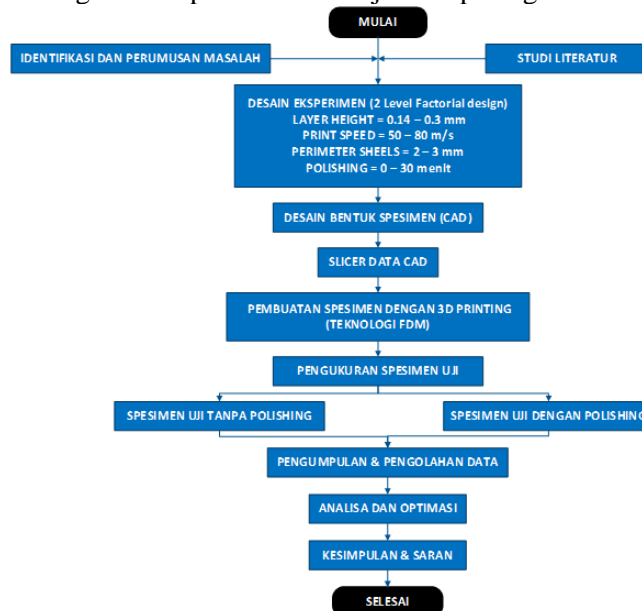 MULAI
IDENTIFIKASI DAN PERUMUSAN MASALAH
STUDI LITERATUR
DESAIN EKSPERIMEN (2 Level Factorial design)
LAYER HEIGHT = 0.14 – 0.3 mm
PRINT SPEED = 50 – 80 m/s
PERIMETER SHEELS = 2 – 3 mm
POLISHING = 0 – 30 menit
DESAIN BENTUK SPESIMEN (CAD)
SLICER DATA CAD
PEMBUATAN SPESIMEN DENGAN 3D PRINTING
(TEKNOLOGI FDM)
PENGUKURAN SPESIMEN UJI
SPESIMEN UJI TANPA POLISHING
SPESIMEN UJI DENGAN POLISHING
PENGUMPULAN & PENGOLAHAN DATA
ANALISA DAN OPTIMASI
KESIMPULAN & SARAN
SELESAI